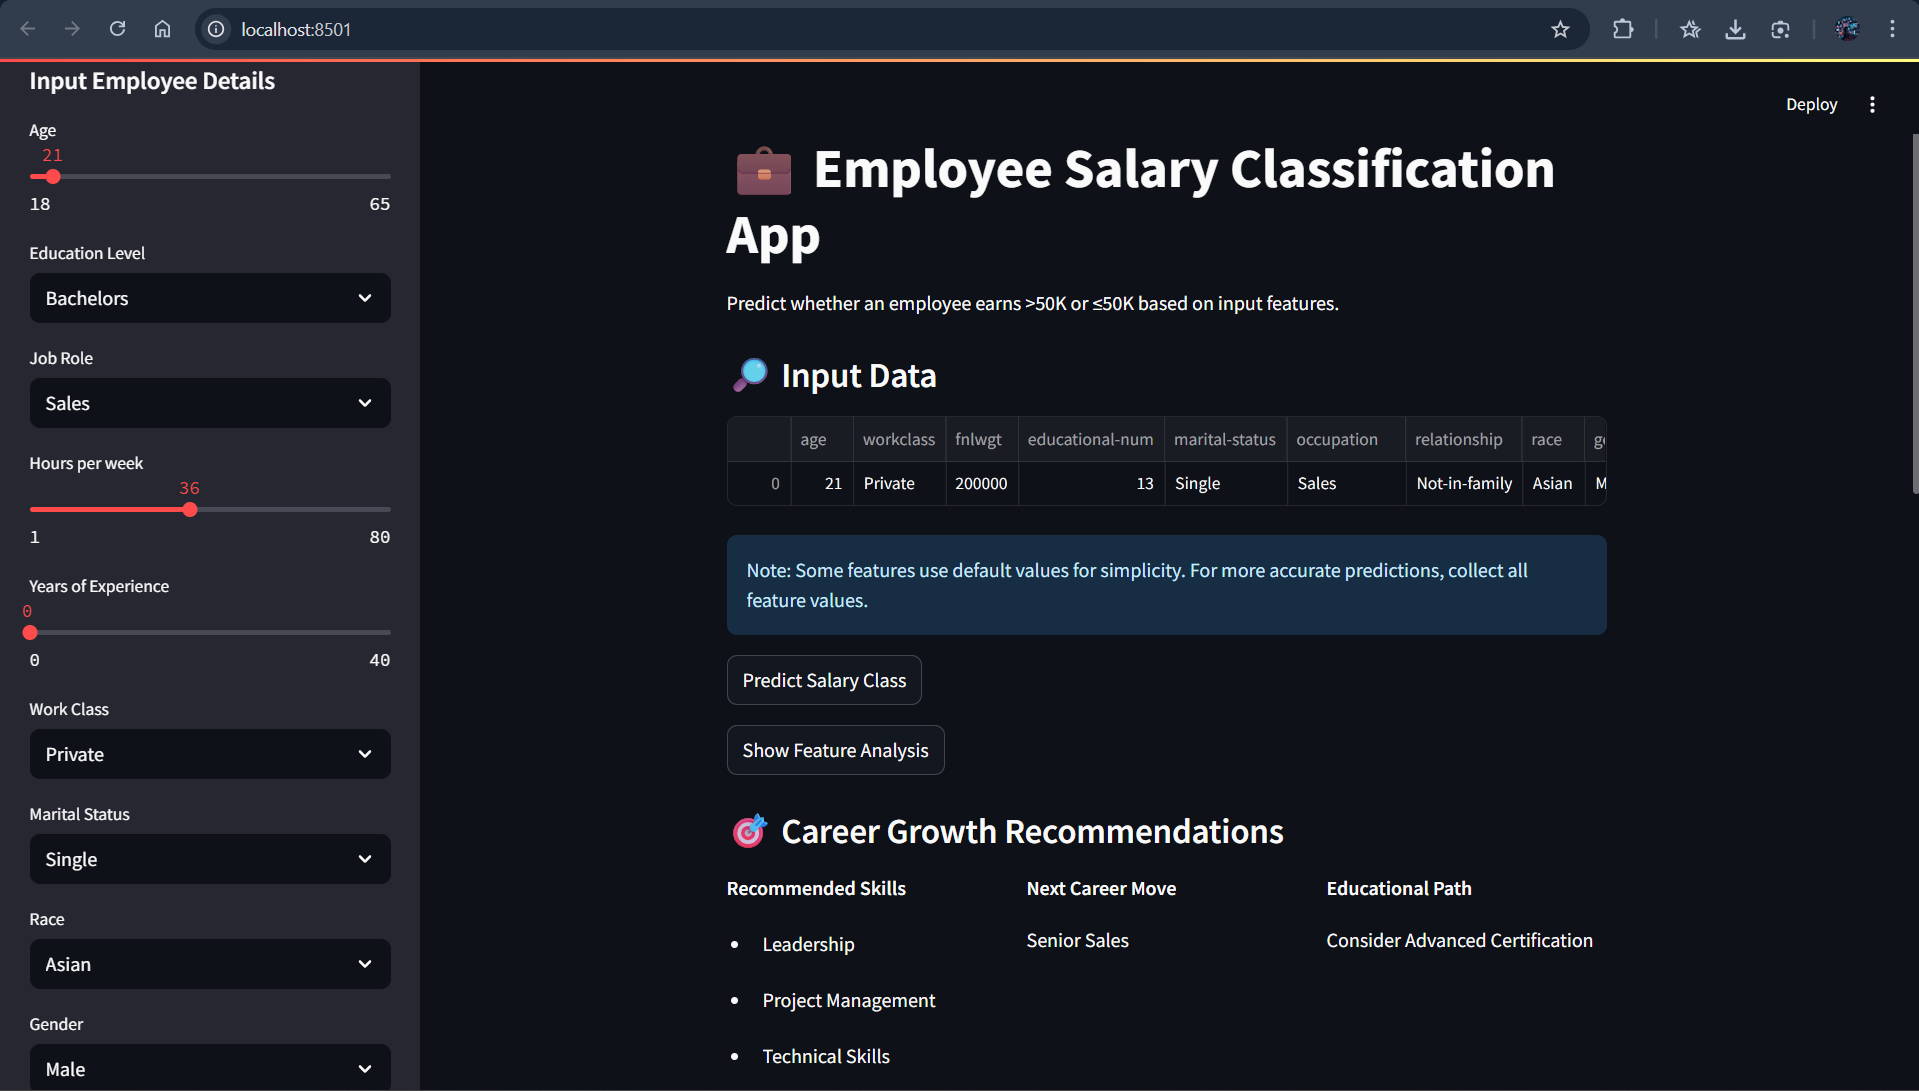 localhost:8501
Input Employee Details
Age
21
18 65
Education Level
Bachelors
Job Role
Sales
Hours per week
36
1 80
Years of Experience
0
0 40
Work Class
Private
Marital Status
Single
Race
Asian
Gender
Male
Deploy
Employee Salary Classification
App
Predict whether an employee earns >50K or ≤50K based on input features.
Input Data
age workclass fnlwgt educational-num marital-status occupation relationship race
0 21 Private 200000 13 Single Sales Not-in-family Asian
Note: Some features use default values for simplicity. For more accurate predictions, collect all
feature values.
Predict Salary Class
Show Feature Analysis
Career Growth Recommendations
Recommended Skills Next Career Move Educational Path
• Leadership Senior Sales Consider Advanced Certification
• Project Management
• Technical Skills